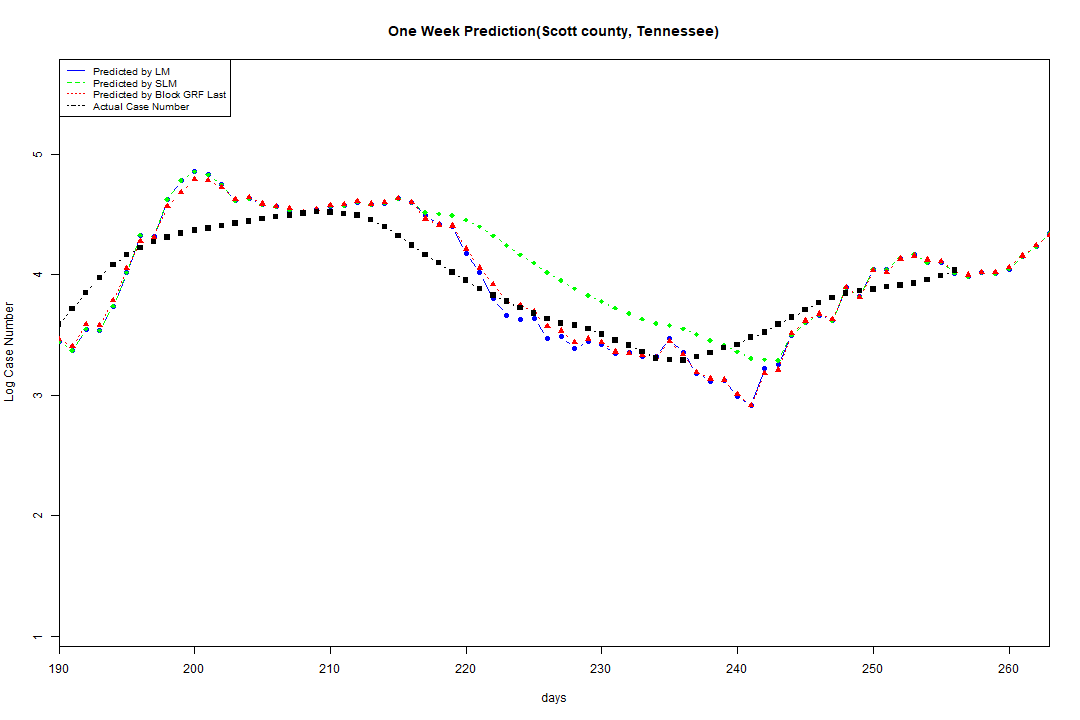 One Week Prediction(Scott county, Tennessee)
Predicted by LM
Predicted by SLM
Predicted by Block GRF Last
Actual Case Number
5
4
3
2
1
Log Case Number
190 200 210 220 230 240 250 260
days